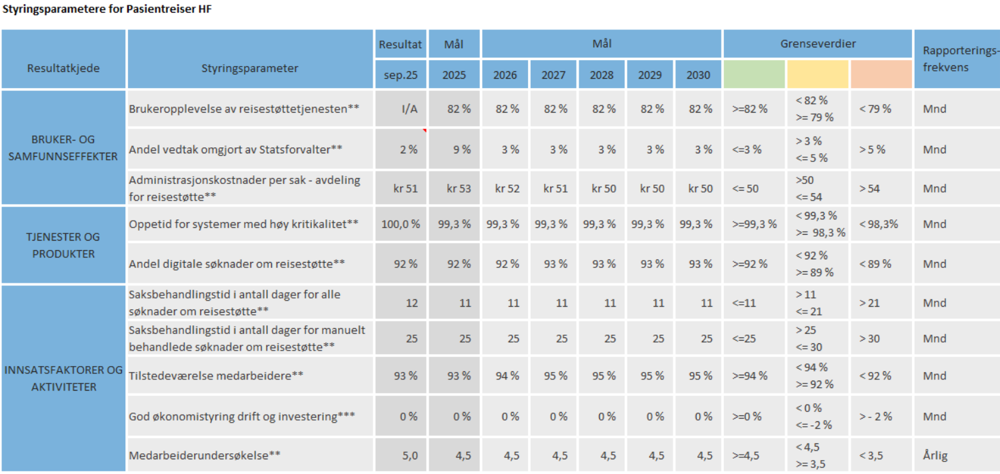 Styringsparametere for Pasientreiser HF
Resultatkjede Styringsparameter Resultat Mål Mål Grenseverdier Rapporterings-
frekvens
sep.25 2025 2026 2027 2028 2029 2030
BRUKER- OG
SAMFUNNSEFFEKTER
Brukeropplevelse av reisestøttetjenesten** I/A 82 % 82 % 82 % 82 % 82 % 82 % >=82 % < 82 %
>= 79 % < 79 % Mnd
Andel vedtak omgjort av Statsforvalter** 2 % 9 % 3 % 3 % 3 % 3 % 3 % <=3 % > 3 %
<= 5 % > 5 % Mnd
Administrasjonskostnader per sak - avdeling
for reisestøtte** kr 51 kr 53 kr 52 kr 51 kr 50 kr 50 kr 50 <= 50 >50
<= 54 > 54 Mnd
TJENESTER OG
PRODUKTER
Oppetid for systemer med høy kritikalitet** 100,0 % 99,3 % 99,3 % 99,3 % 99,3 % 99,3 % 99,3 % >=99,3 % < 99,3 %
>= 98,3 % < 98,3% Mnd
Andel digitale søknader om reisestøtte** 92 % 92 % 92 % 93 % 93 % 93 % 93 % >=92 % < 92 %
>= 89 % < 89 % Mnd
INNSATSFAKTORER OG
AKTIVITETER
Saksbehandlingstid i antall dager for alle
søknader om reisestøtte** 12 11 11 11 11 11 11 <=11 > 11
<= 21 > 21 Mnd
Saksbehandlingstid i antall dager for manuelt
behandlede søknader om reisestøtte** 25 25 25 25 25 25 25 <=25 > 25
<= 30 > 30 Mnd
Tilstedeværelse medarbeidere** 93 % 93 % 94 % 95 % 95 % 95 % 95 % >=94 % < 94 %
>= 92 % < 92 % Mnd
God økonomistyring drift og investering*** 0 % 0 % 0 % 0 % 0 % 0 % 0 % >=0 % < 0 %
<= -2 % > - 2 % Mnd
Medarbeiderundersøkelse** 5,0 4,5 4,5 4,5 4,5 4,5 4,5 >=4,5 < 4,5
>= 3,5 < 3,5 Årlig